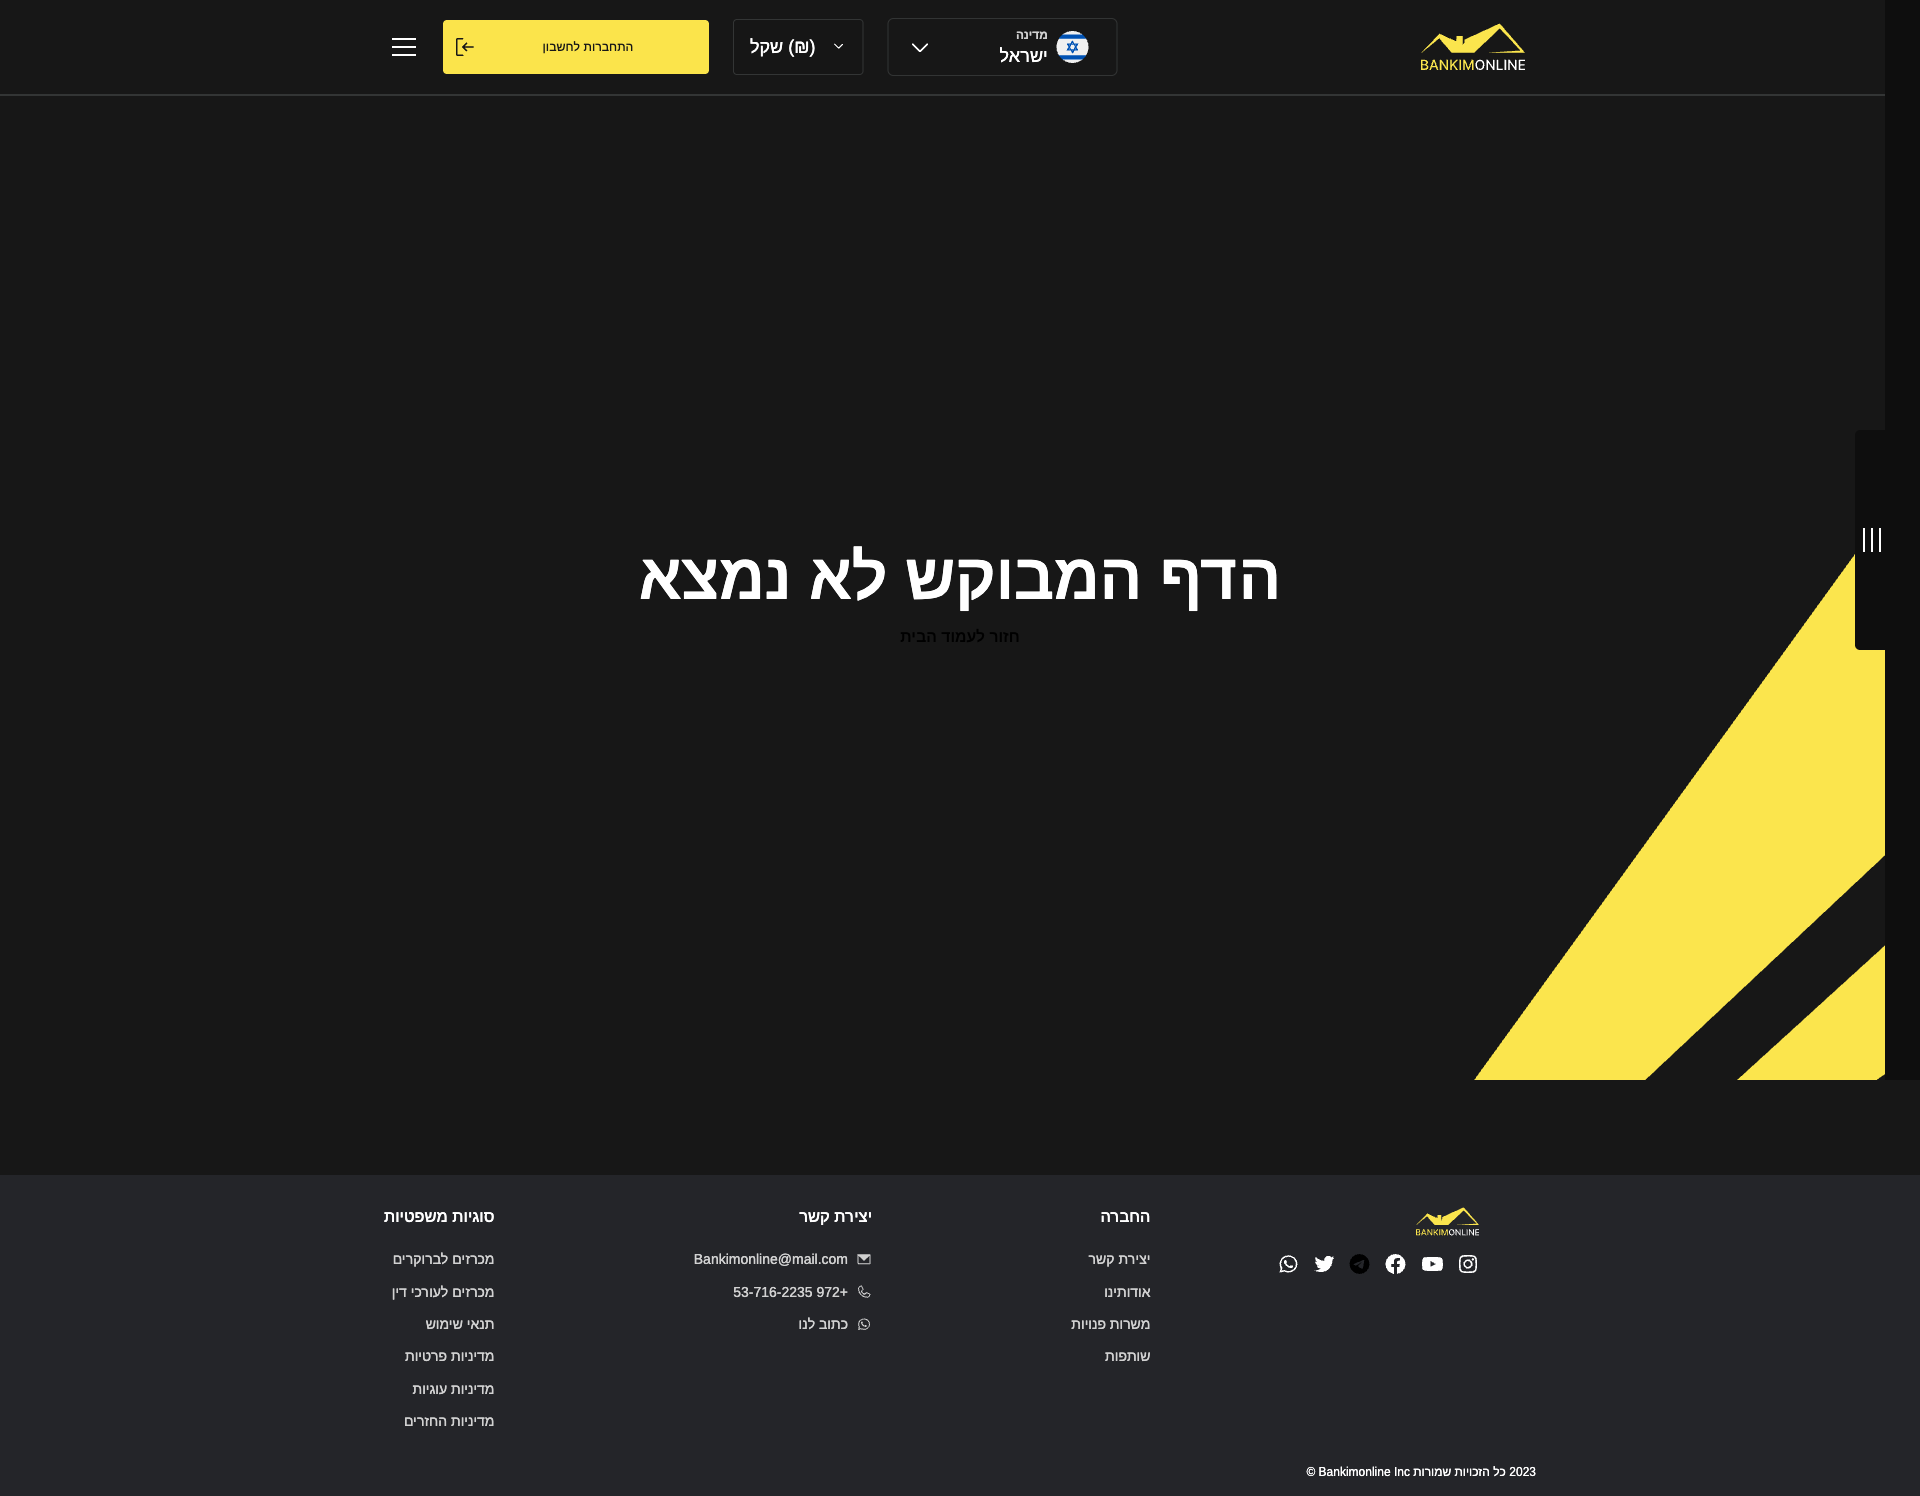 BANKIMONLINE
מדינה
ישראל
(₪) שקל
התחברות לחשבון
הדף המבוקש לא נמצא
חזור לעמוד הבית
BANKIMONLINE
החברה
יצירת קשר
אודותינו
משרות פנויות
שותפות
יצירת קשר
Bankimonline@mail.com
53-716-2235 972+
כתוב לנו
סוגיות משפטיות
מכרזים לברוקרים
מכרזים לעורכי דין
תנאי שימוש
מדיניות פרטיות
מדיניות עוגיות
מדיניות החזרים
2023 כל הזכויות שמורות Bankimonline Inc ©